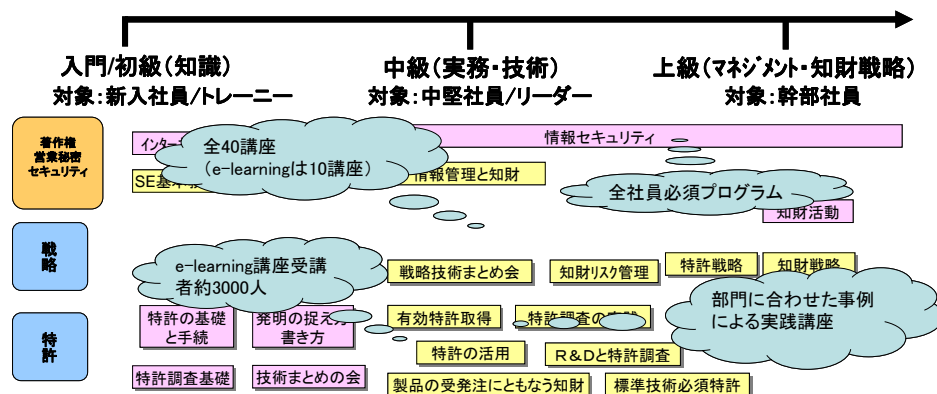 入門/初級（知識）
対象：新入社員/トレーニー
中級（実務・技術）
対象：中堅社員/リーダー
上級（マネジメント・知財戦略）
対象：幹部社員
著作権
営業秘密
セキュリティ
情報セキュリティ
全40講座
（e-learningは10講座）
SE基本
情報管理と知財
全社員必須プログラム
知財活動
戦
略
e-learning講座受講
者約3000人
戦略技術まとめ会
知財リスク管理
特許戦略
知財戦略
部門に合わせた事例
による実践講座
特
許
特許の基礎
と手続
発明の捉え方
書き方
有効特許取得
特許調査の実践
特許の活用
R＆Dと特許調査
特許調査基礎
技術まとめの会
製品の受発注にともなう知財
標準技術必須特許